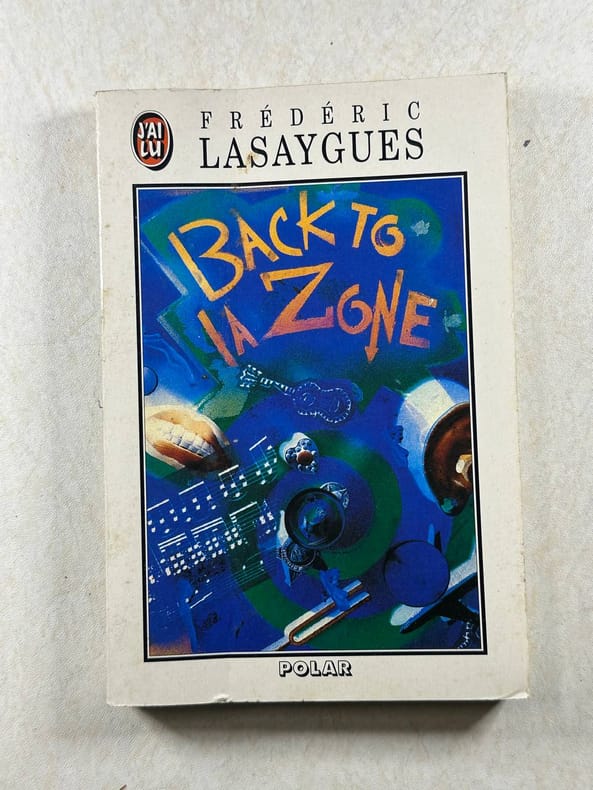 J'AI
LU
FRÉDÉRIC
LASAYGUES
BACK TO
lA ZONE
POLAR